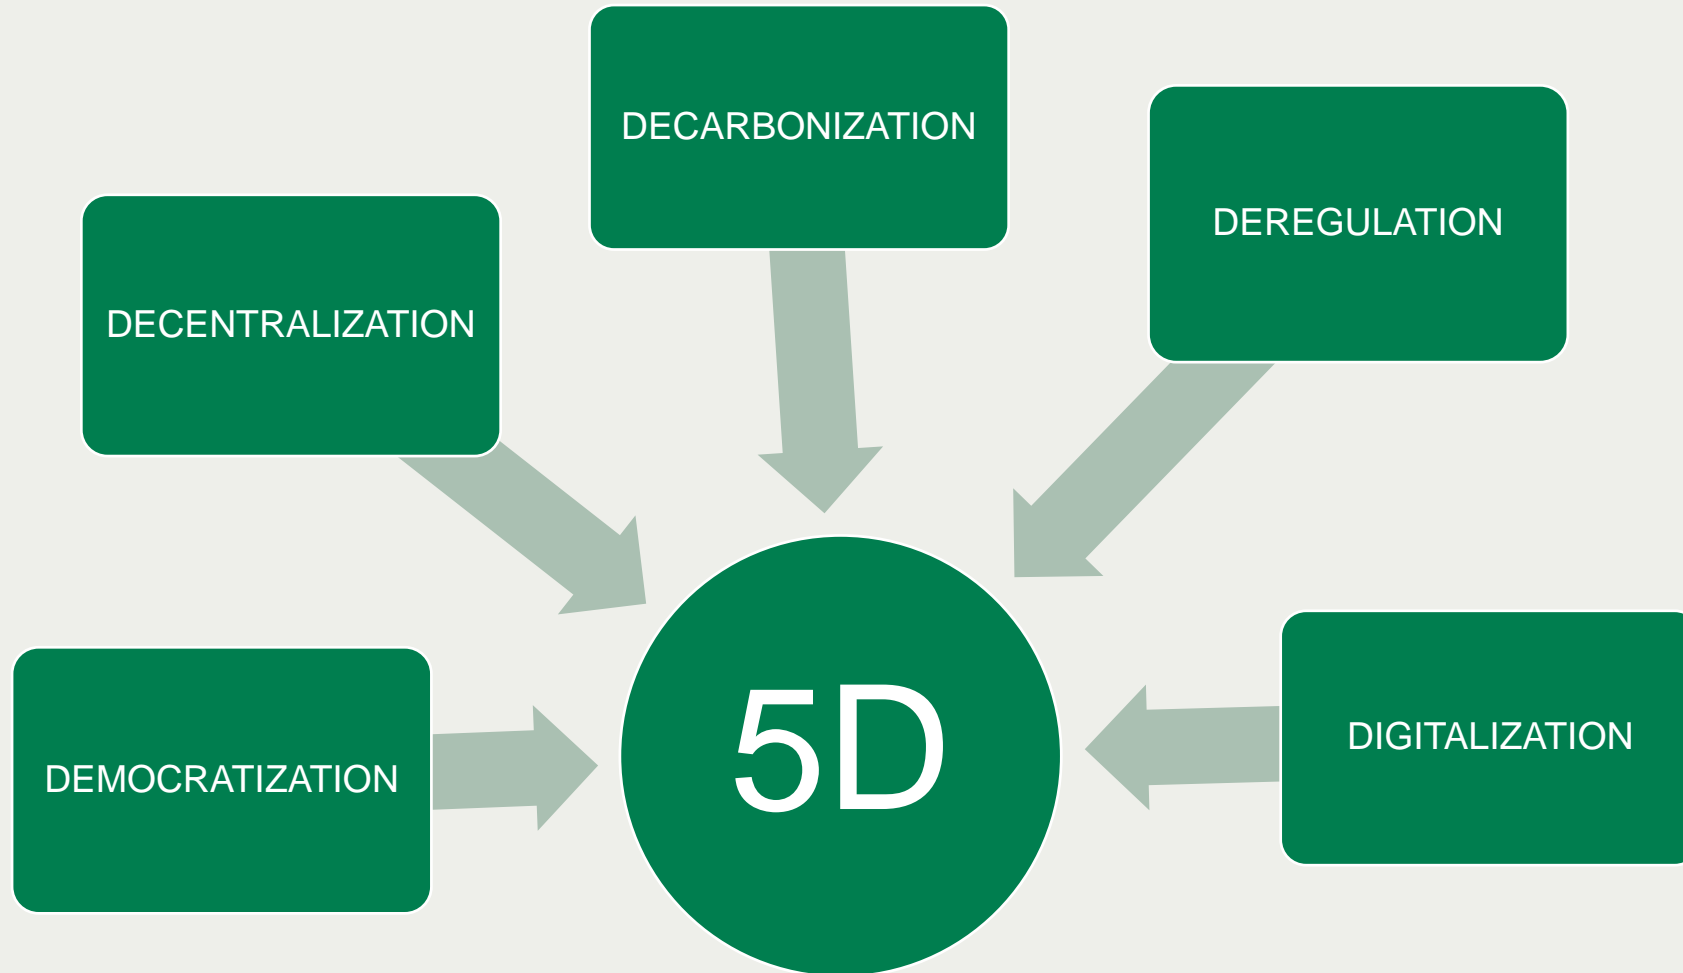 DECARBONIZATION
DEREGULATION
DECENTRALIZATION
DIGITALIZATION
DEMOCRATIZATION
5D